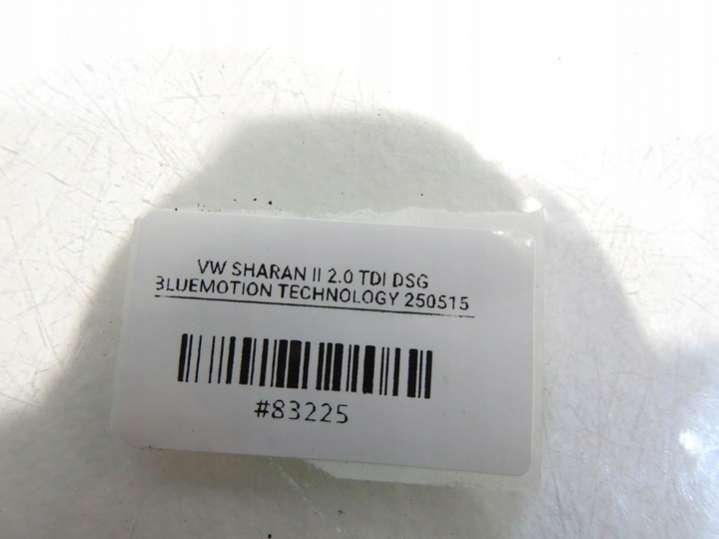 VW SHARAN II 2.0 TDI DSG
BLUEMOTION TECHNOLOGY 250515
#83225